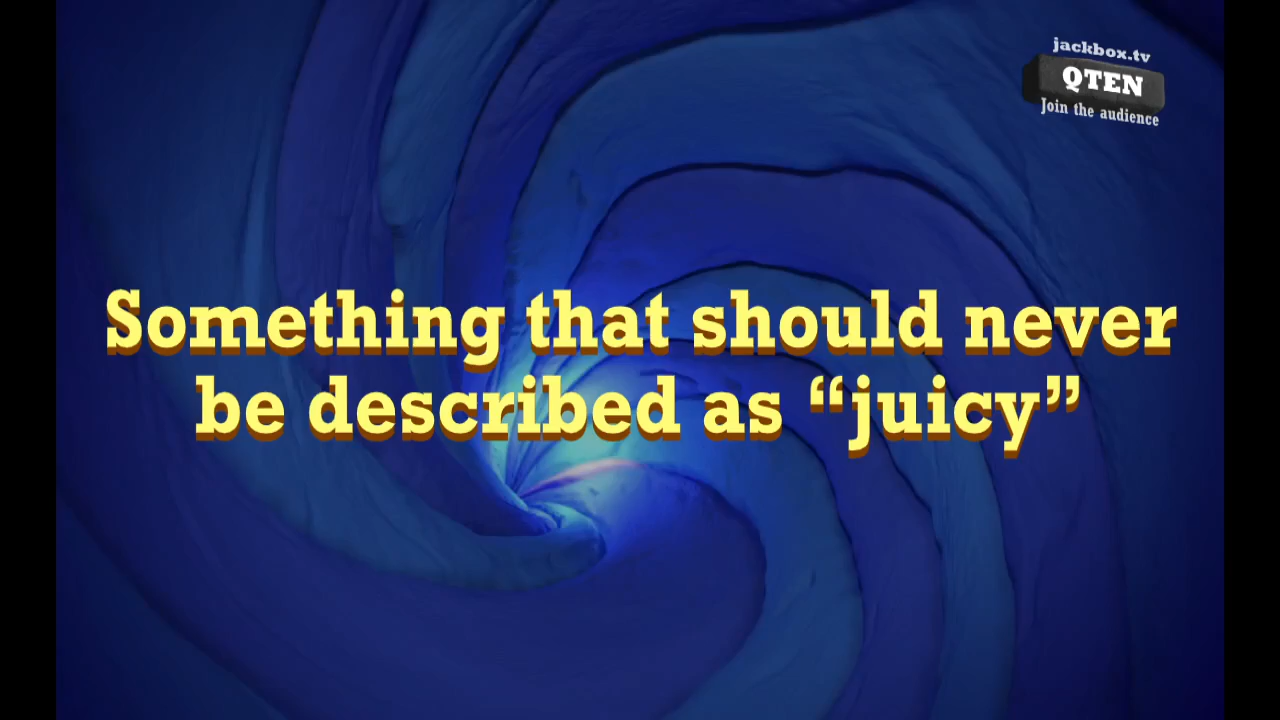 jackbox.tv
QTEN
Join the audience
Something that should never
be described as “juicy”